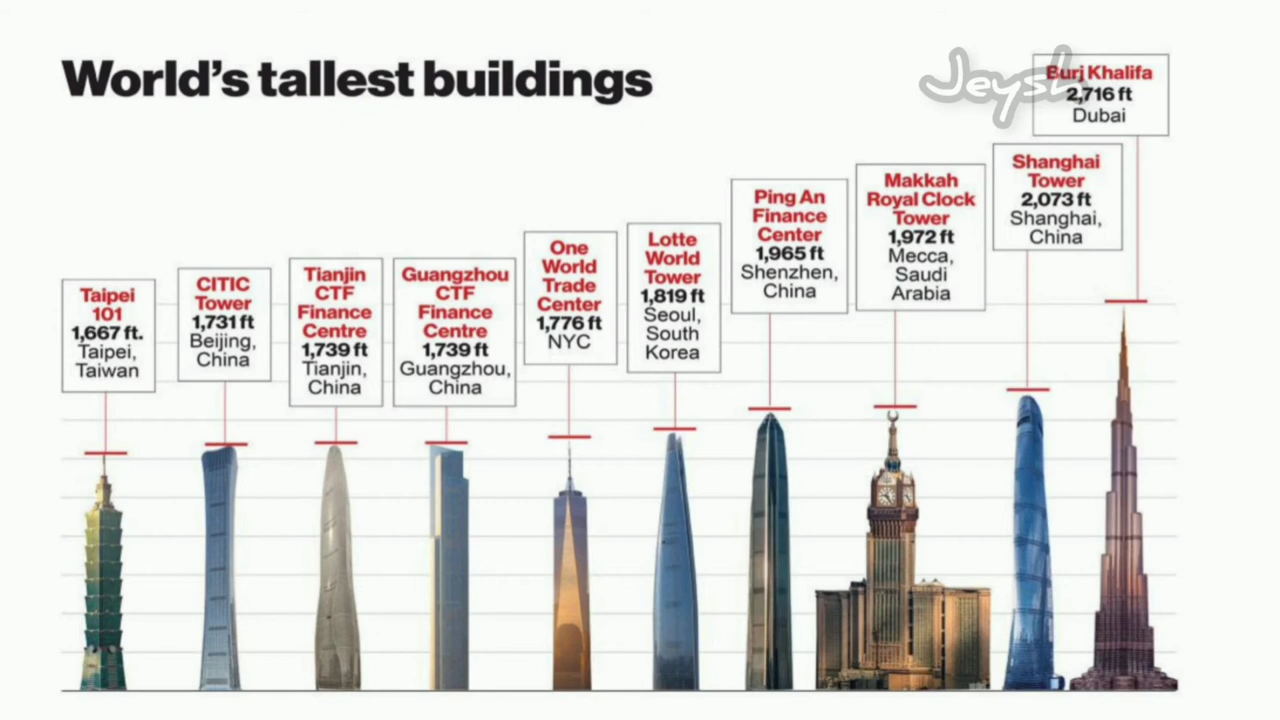 World's tallest buildings
Jeysh
Taipei
101
1,667 ft.
Taipei,
Taiwan
CITIC
Tower
1,731 ft
Beijing,
China
Tianjin
CTF
Finance
Centre
1,739 ft
Tianjin,
China
Guangzhou
CTF
Finance
Centre
1,739 ft
Guangzhou,
China
One
World
Trade
Center
1,776 ft
NYC
Lotte
World
Tower
1,819 ft
Seoul,
South
Korea
Ping An
Finance
Center
1,965 ft
Shenzhen,
China
Makkah
Royal Clock
Tower
1,972 ft
Mecca,
Saudi
Arabia
Shanghai
Tower
2,073 ft
Shanghai,
China
Burj Khalifa
2,716 ft
Dubai